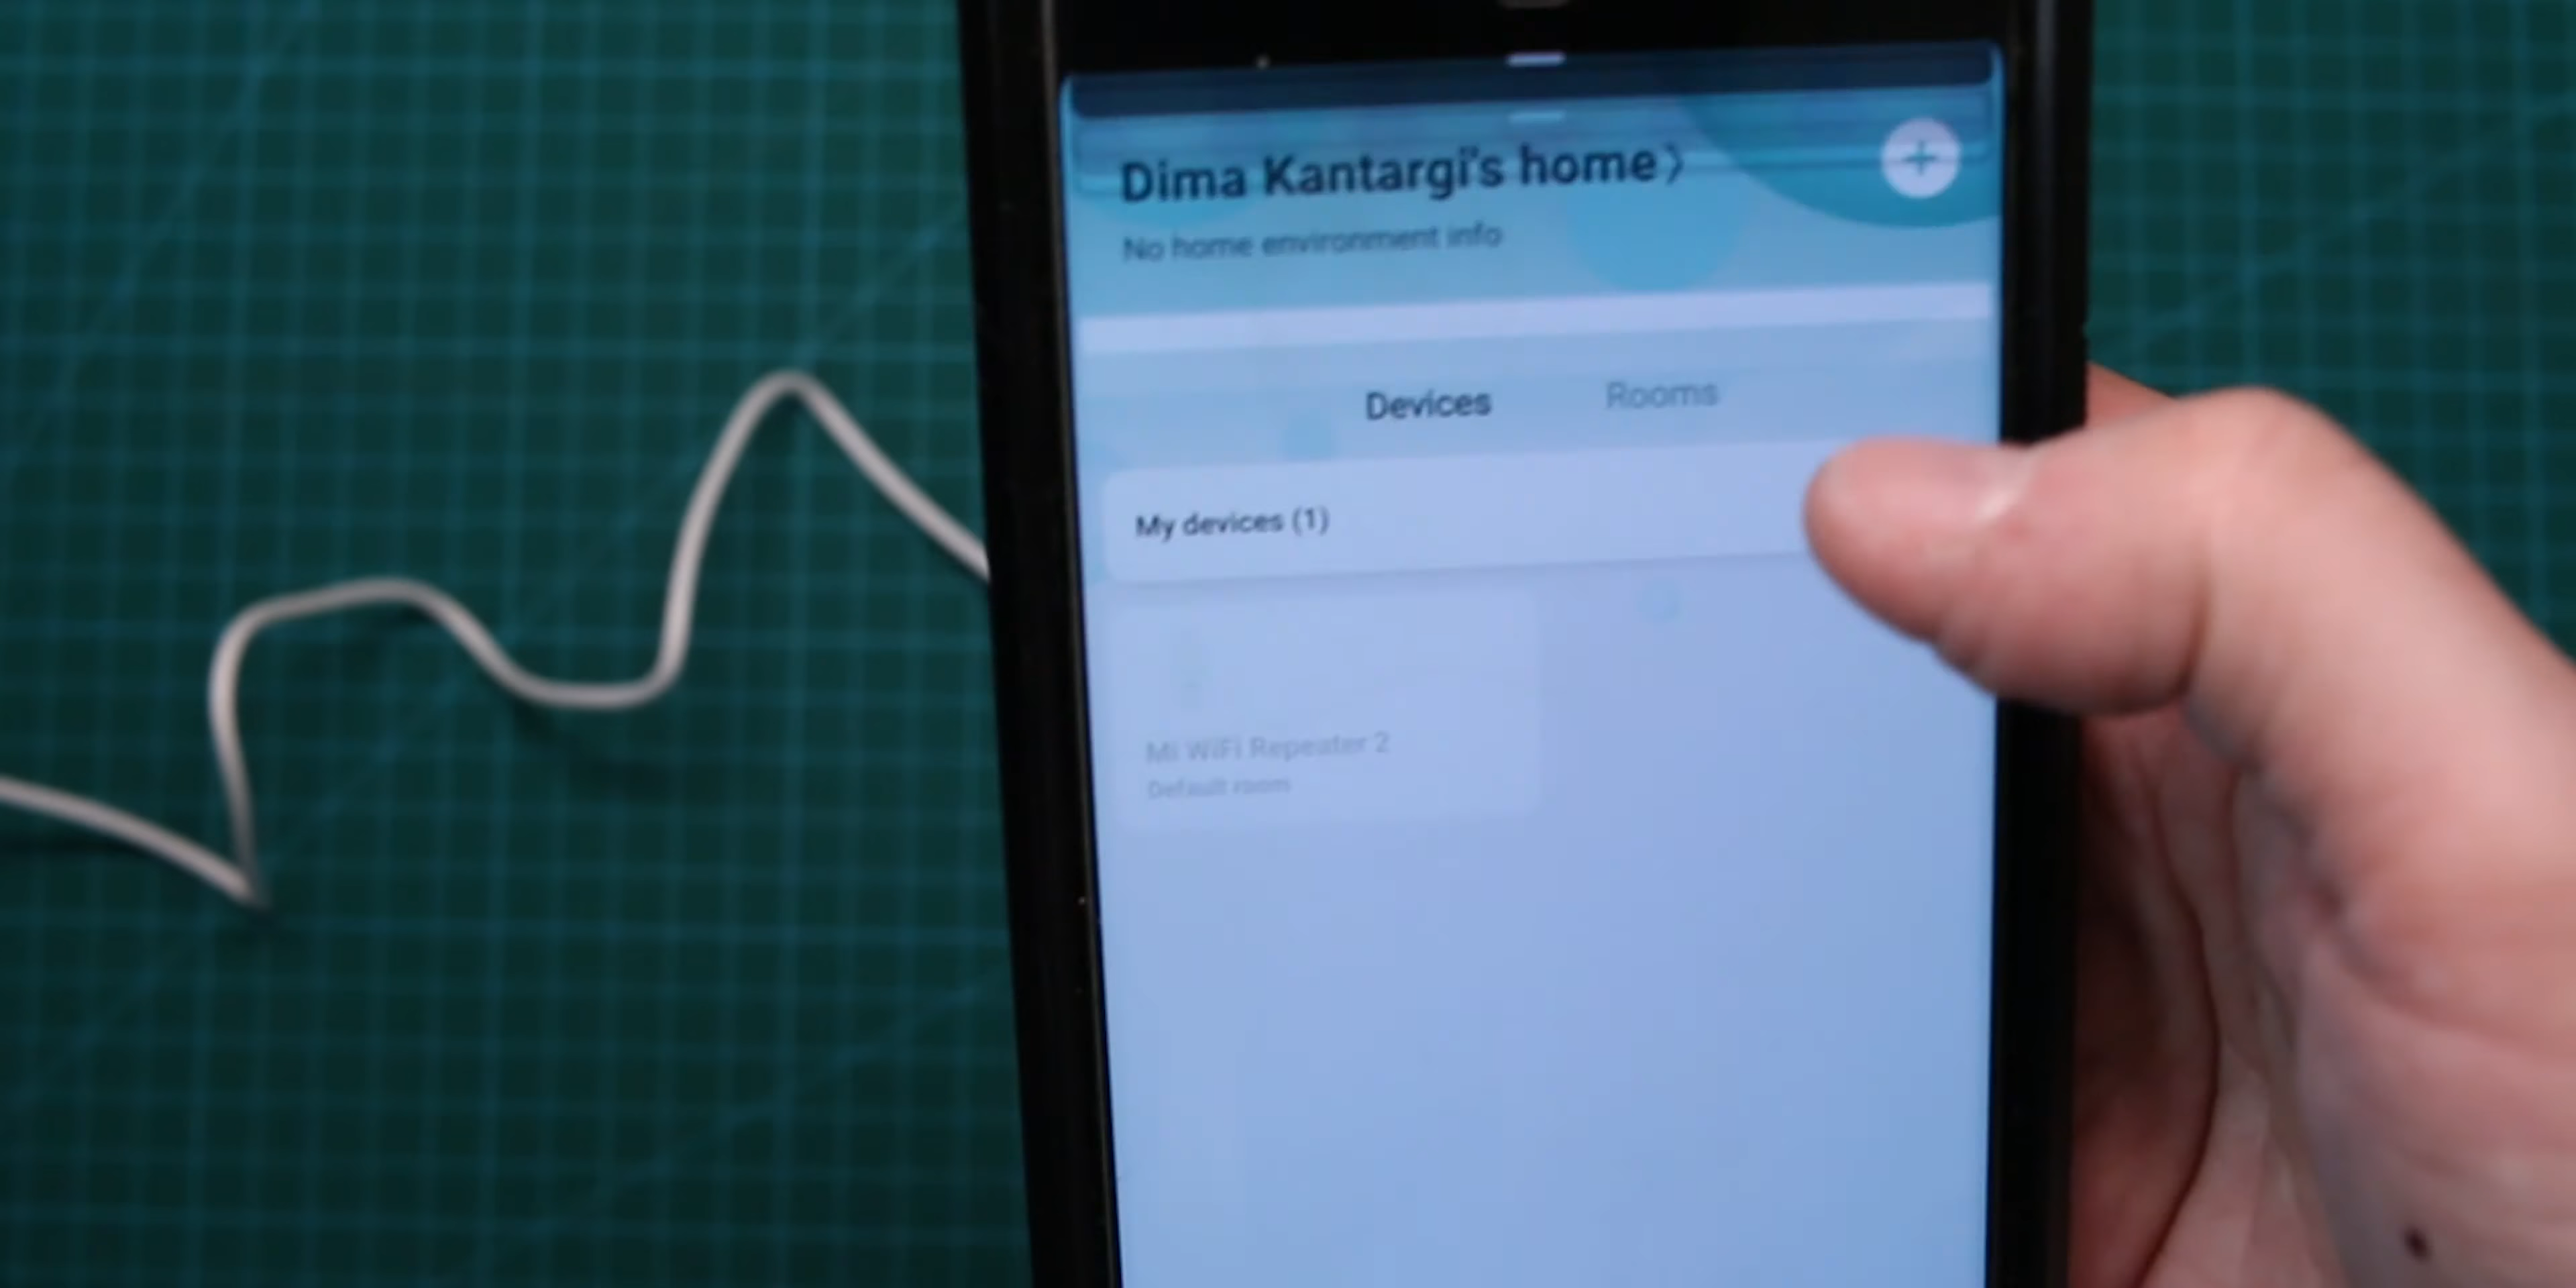 Dima Kantargi's home>
No home environment info
Devices Rooms
My devices (1)
Mi WiFi Repeater 2
Default room